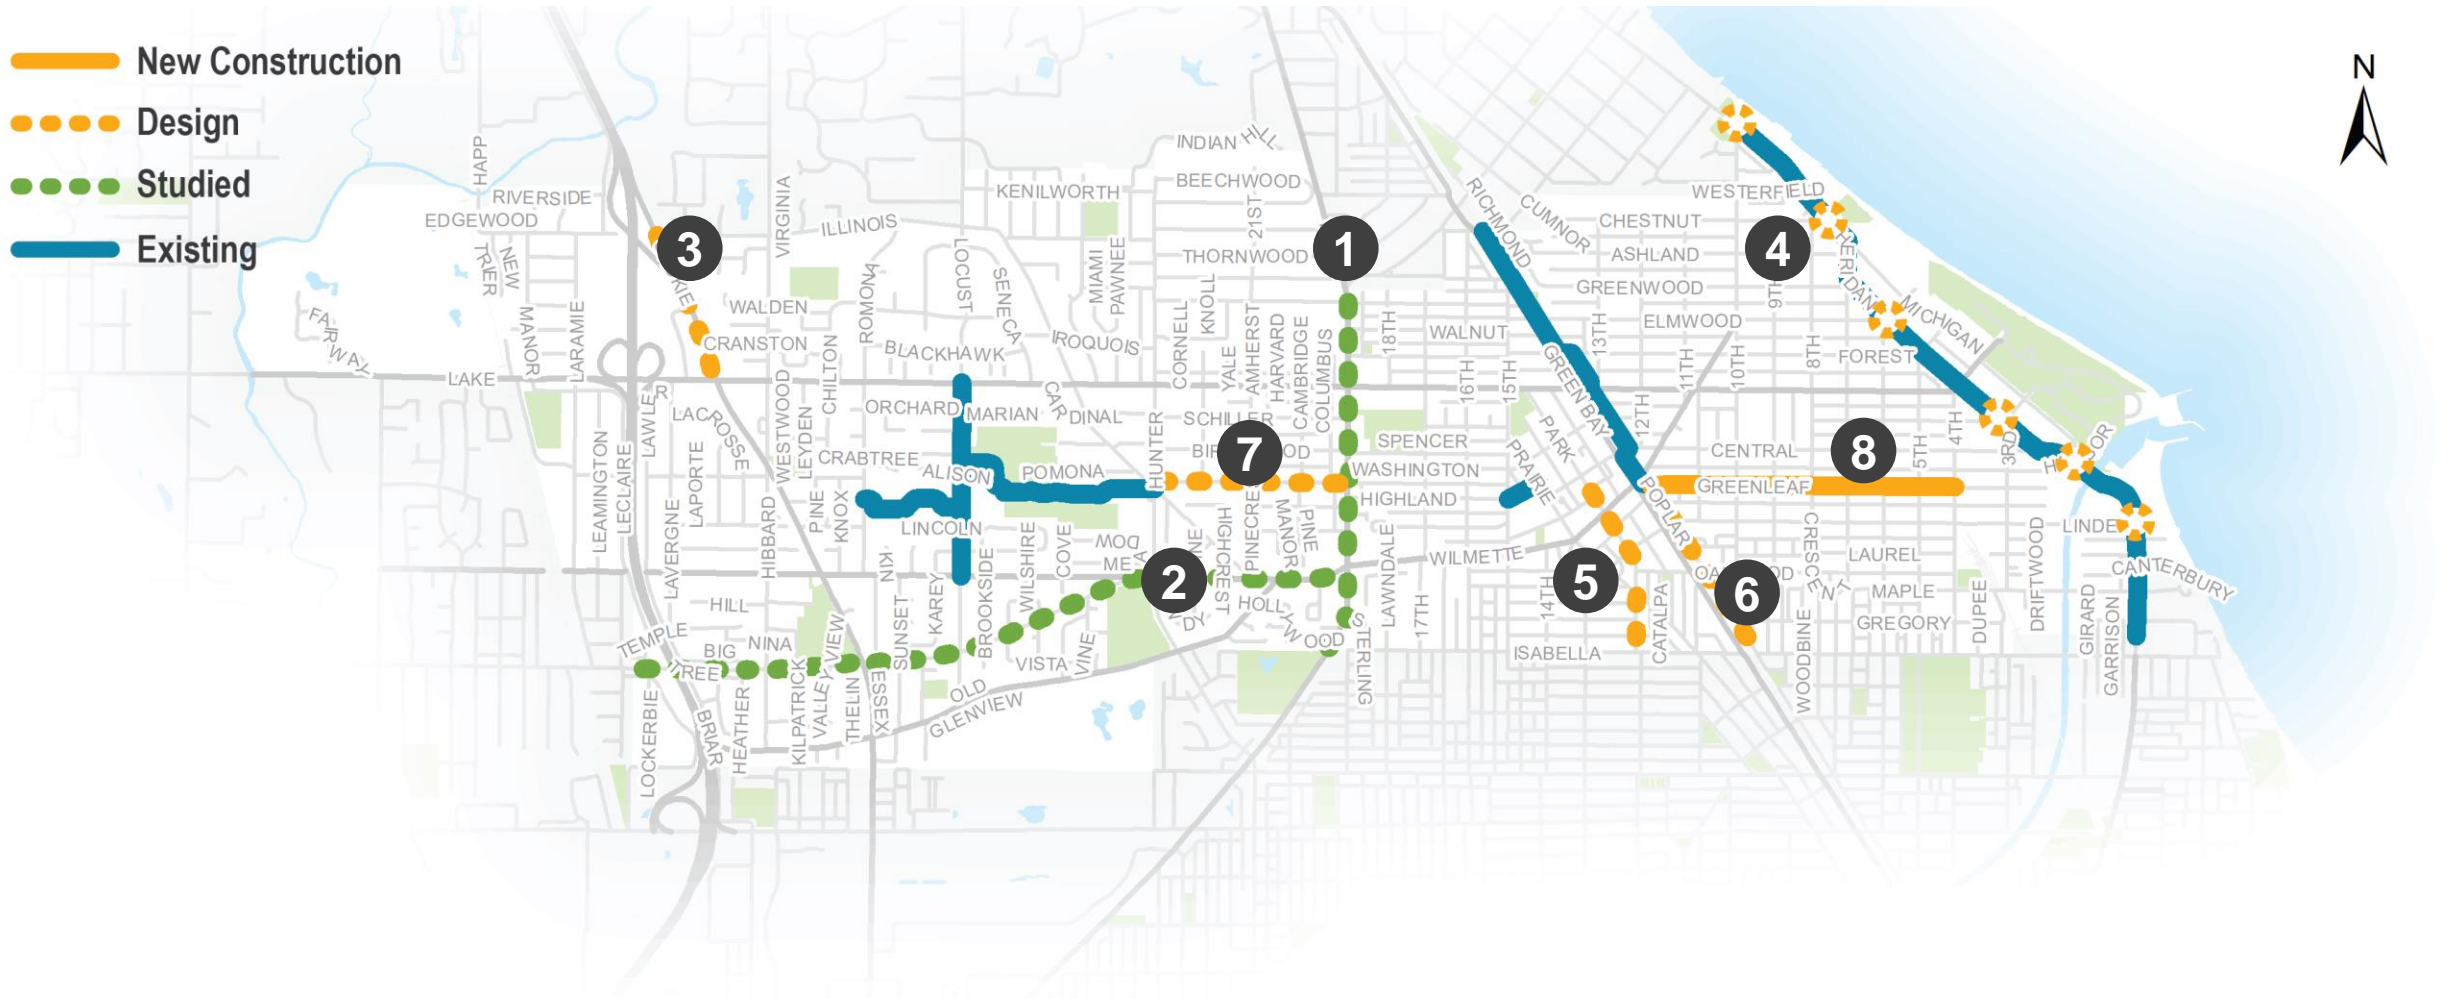 New Construction
Design
Studied
Existing
N
HAPP
RIVERSIDE
EDGEWOOD
NEW
TRIER
MANOR
LARAMIE
FAIRWAY
LAKE
3
KIE
WALDEN
CRANSTON
VIRGINIA
ILLINOIS
ROMONA
CHILTON
BLACKHAWK
LOCUST
SENECA
KENILWORTH
MIAMI
PAWNEE
IROQUOIS
INDIAN HILL
BEECHWOOD
21ST
THORNWOOD
1
CORNELL
KNOLL
YALE
AMHERST
HARVARD
CAMBRIDGE
COLUMBUS
18TH
WALNUT
16TH
15TH
RICHMOND
CUMNOR
WESTERFIELD
CHESTNUT
ASHLAND
4
GREENWOOD
9TH
ELMWOOD
13TH
11TH
10TH
8TH
FOREST
HERIDAN
MICHIGAN
GREEN BAY
12TH
LAWLER
LACROSSE
WESTWOOD
LEYDEN
ORCHARD
MARIAN
CARDINAL
SCHILLER
7
HUNTER
LEAMINGTON
LECLAIRE
LAPORTE
LAVERGNE
HIBBARD
CRABTREE
ALISON
POMONA
PINE
KNOX
LINCOLN
SPENCER
WASHINGTON
HIGHLAND
PRAIRIE
PARK
CENTRAL
8
5TH
4TH
3RD
GREENLEAF
POPLAR
HIGHCREST
PINECRE
MANOR
PINE
LAWNDALE
WILMETTE
WILSHIRE
COVE
MEADOW
2
HOLLYWOOD
5
14TH
17TH
6
CATALPA
CRESCENT
LAUREL
MAPLE
GREGORY
DUPEE
DRIFTWOOD
LINDE
CANTERBURY
GIRARD
GARRISON
WOODBINE
ISABELLA
STERLING
HILL
TEMPLE
BIG
TREE
NINA
SUNSET
KAREY
BROOKSIDE
VISTA
VINE
OLD
GLENVIEW
LOCKERBIE
BRIAR
HEATHER
KILPATRICK
VALLEY VIEW
THELIN
ESSEX